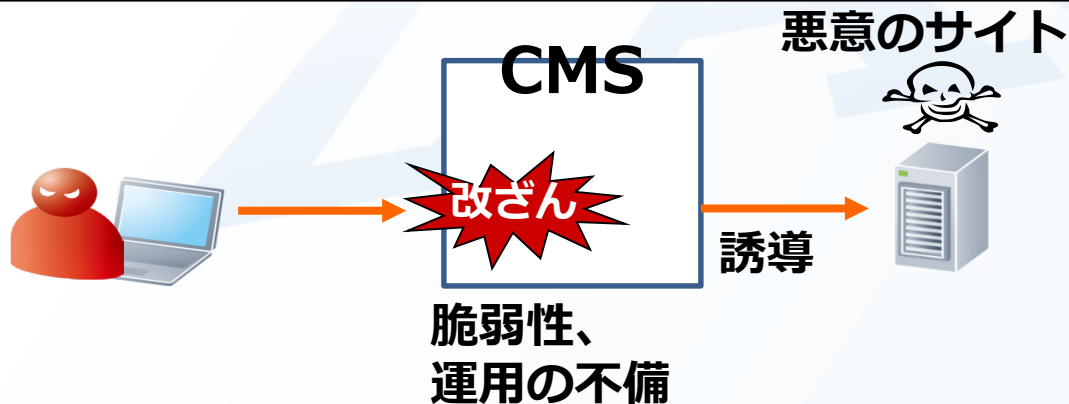 悪意のサイト
CMS
改ざん
誘導
脆弱性、
運用の不備